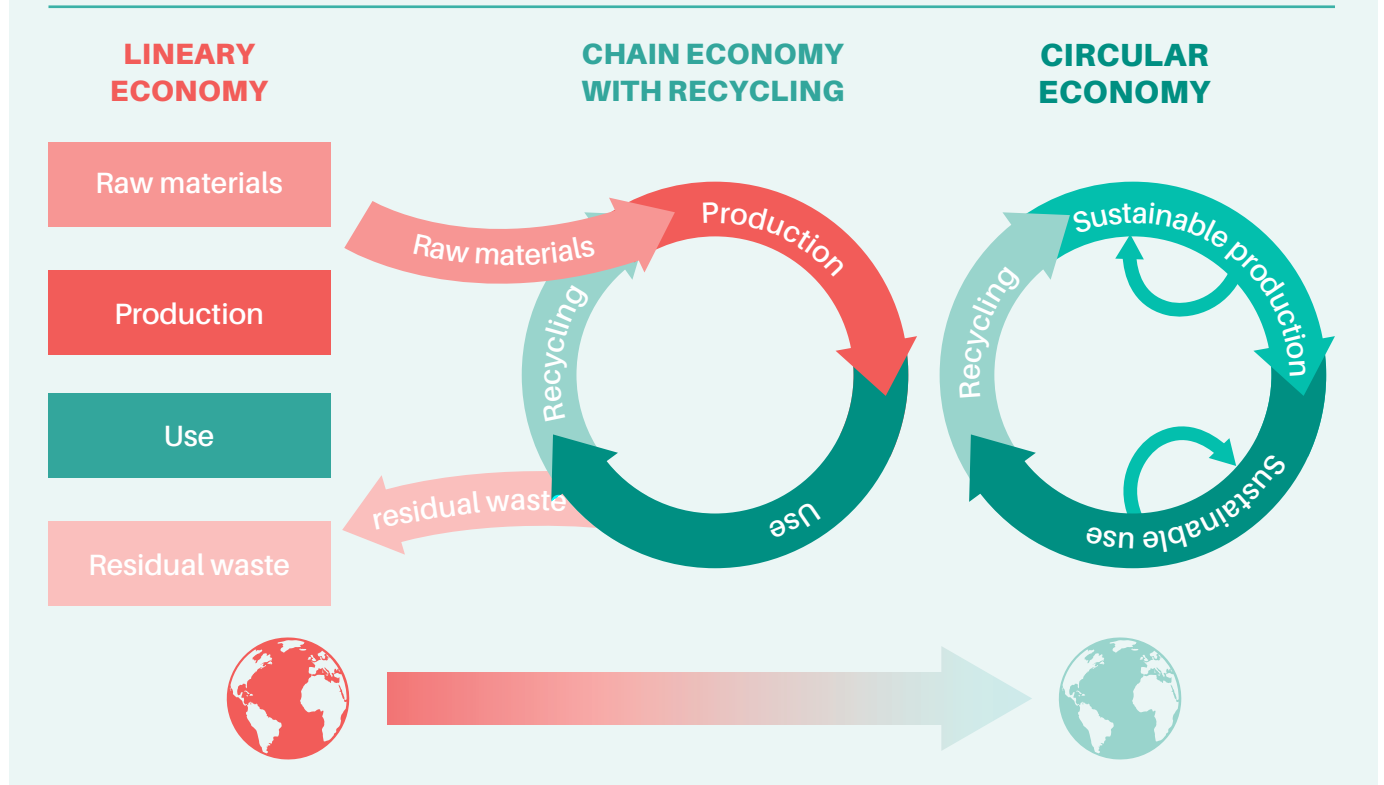 LINEARY
ECONOMY
Raw materials
Production
Use
Residual waste
CHAIN ECONOMY
WITH RECYCLING
Raw materials
Production
Use
Recycling
residual waste
CIRCULAR
ECONOMY
Sustainable production
Sustainable use
Recycling